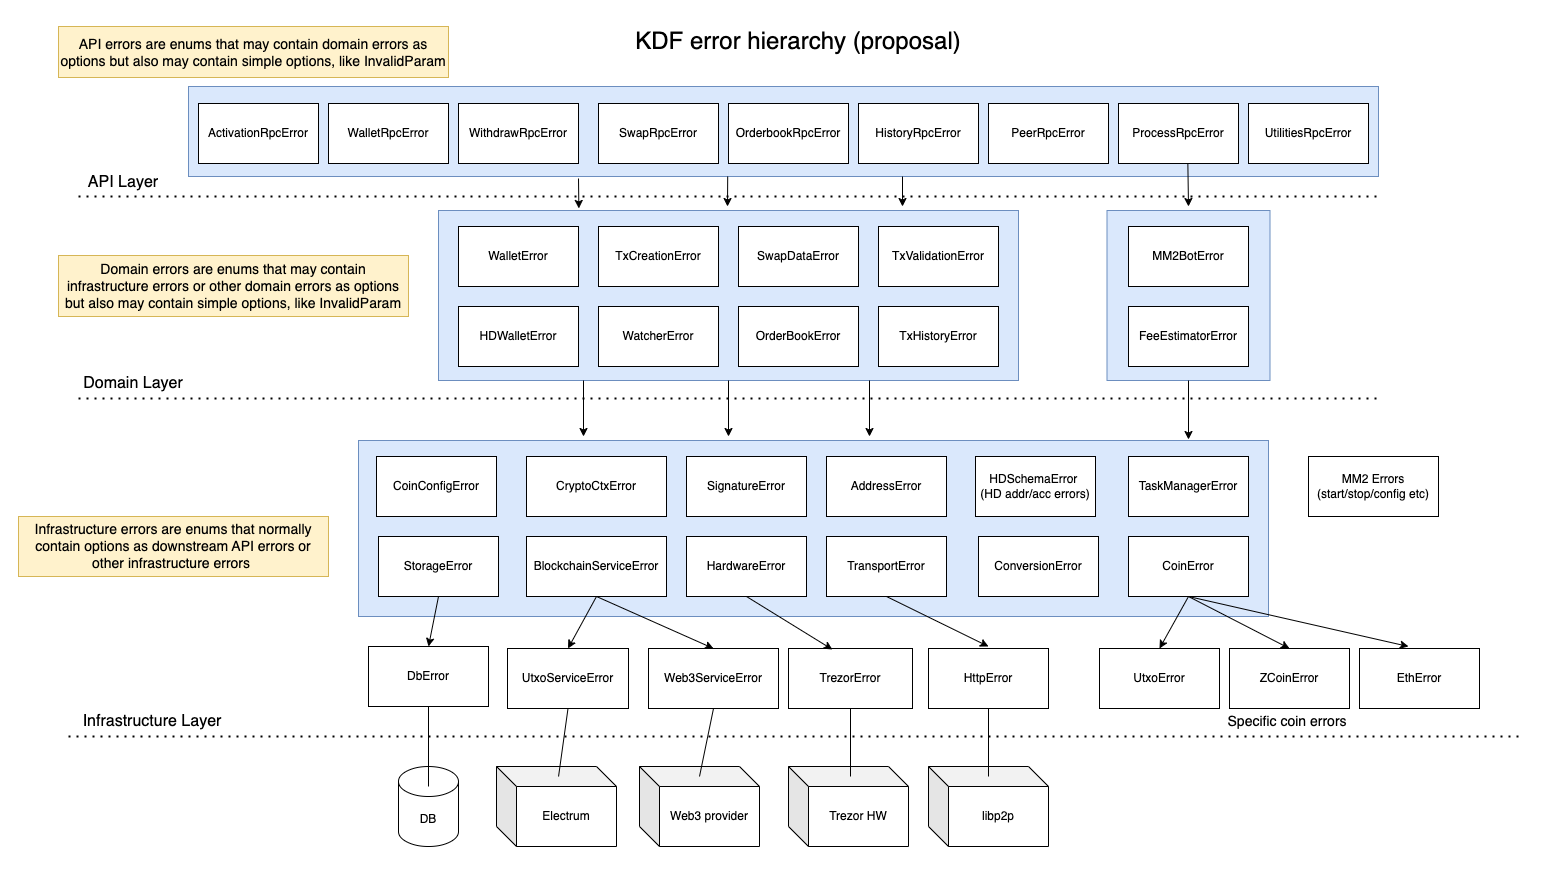 API errors are enums that may contain domain errors as
options but also may contain simple options, like InvalidParam
KDF error hierarchy (proposal)
ActivationRpcError
WalletRpcError
WithdrawRpcError
SwapRpcError
OrderbookRpcError
HistoryRpcError
PeerRpcError
ProcessRpcError
UtilitiesRpcError
API Layer
Domain errors are enums that may contain
infrastructure errors or other domain errors as options
but also may contain simple options, like InvalidParam
WalletError
TxCreationError
SwapDataError
TxValidationError
MM2BotError
HDWalletError
WatcherError
OrderBookError
TxHistoryError
FeeEstimatorError
Domain Layer
Infrastructure errors are enums that normally
contain options as downstream API errors or
other infrastructure errors
CoinConfigError
CryptoCtxError
SignatureError
AddressError
HDSchemaError
(HD addr/acc errors)
TaskManagerError
MM2 Errors
(start/stop/config etc)
StorageError
BlockchainServiceError
HardwareError
TransportError
ConversionError
CoinError
DbError
UtxoServiceError
Web3ServiceError
TrezorError
HttpError
UtxoError
ZCoinError
EthError
Infrastructure Layer
Specific coin errors
DB
Electrum
Web3 provider
Trezor HW
libp2p